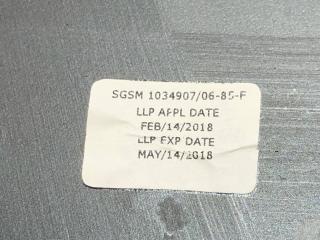 SGSM 1034907/06-85-F
LLP APPL DATE
FEB/14/2018
LLP EXP DATE
MAY/14/2018